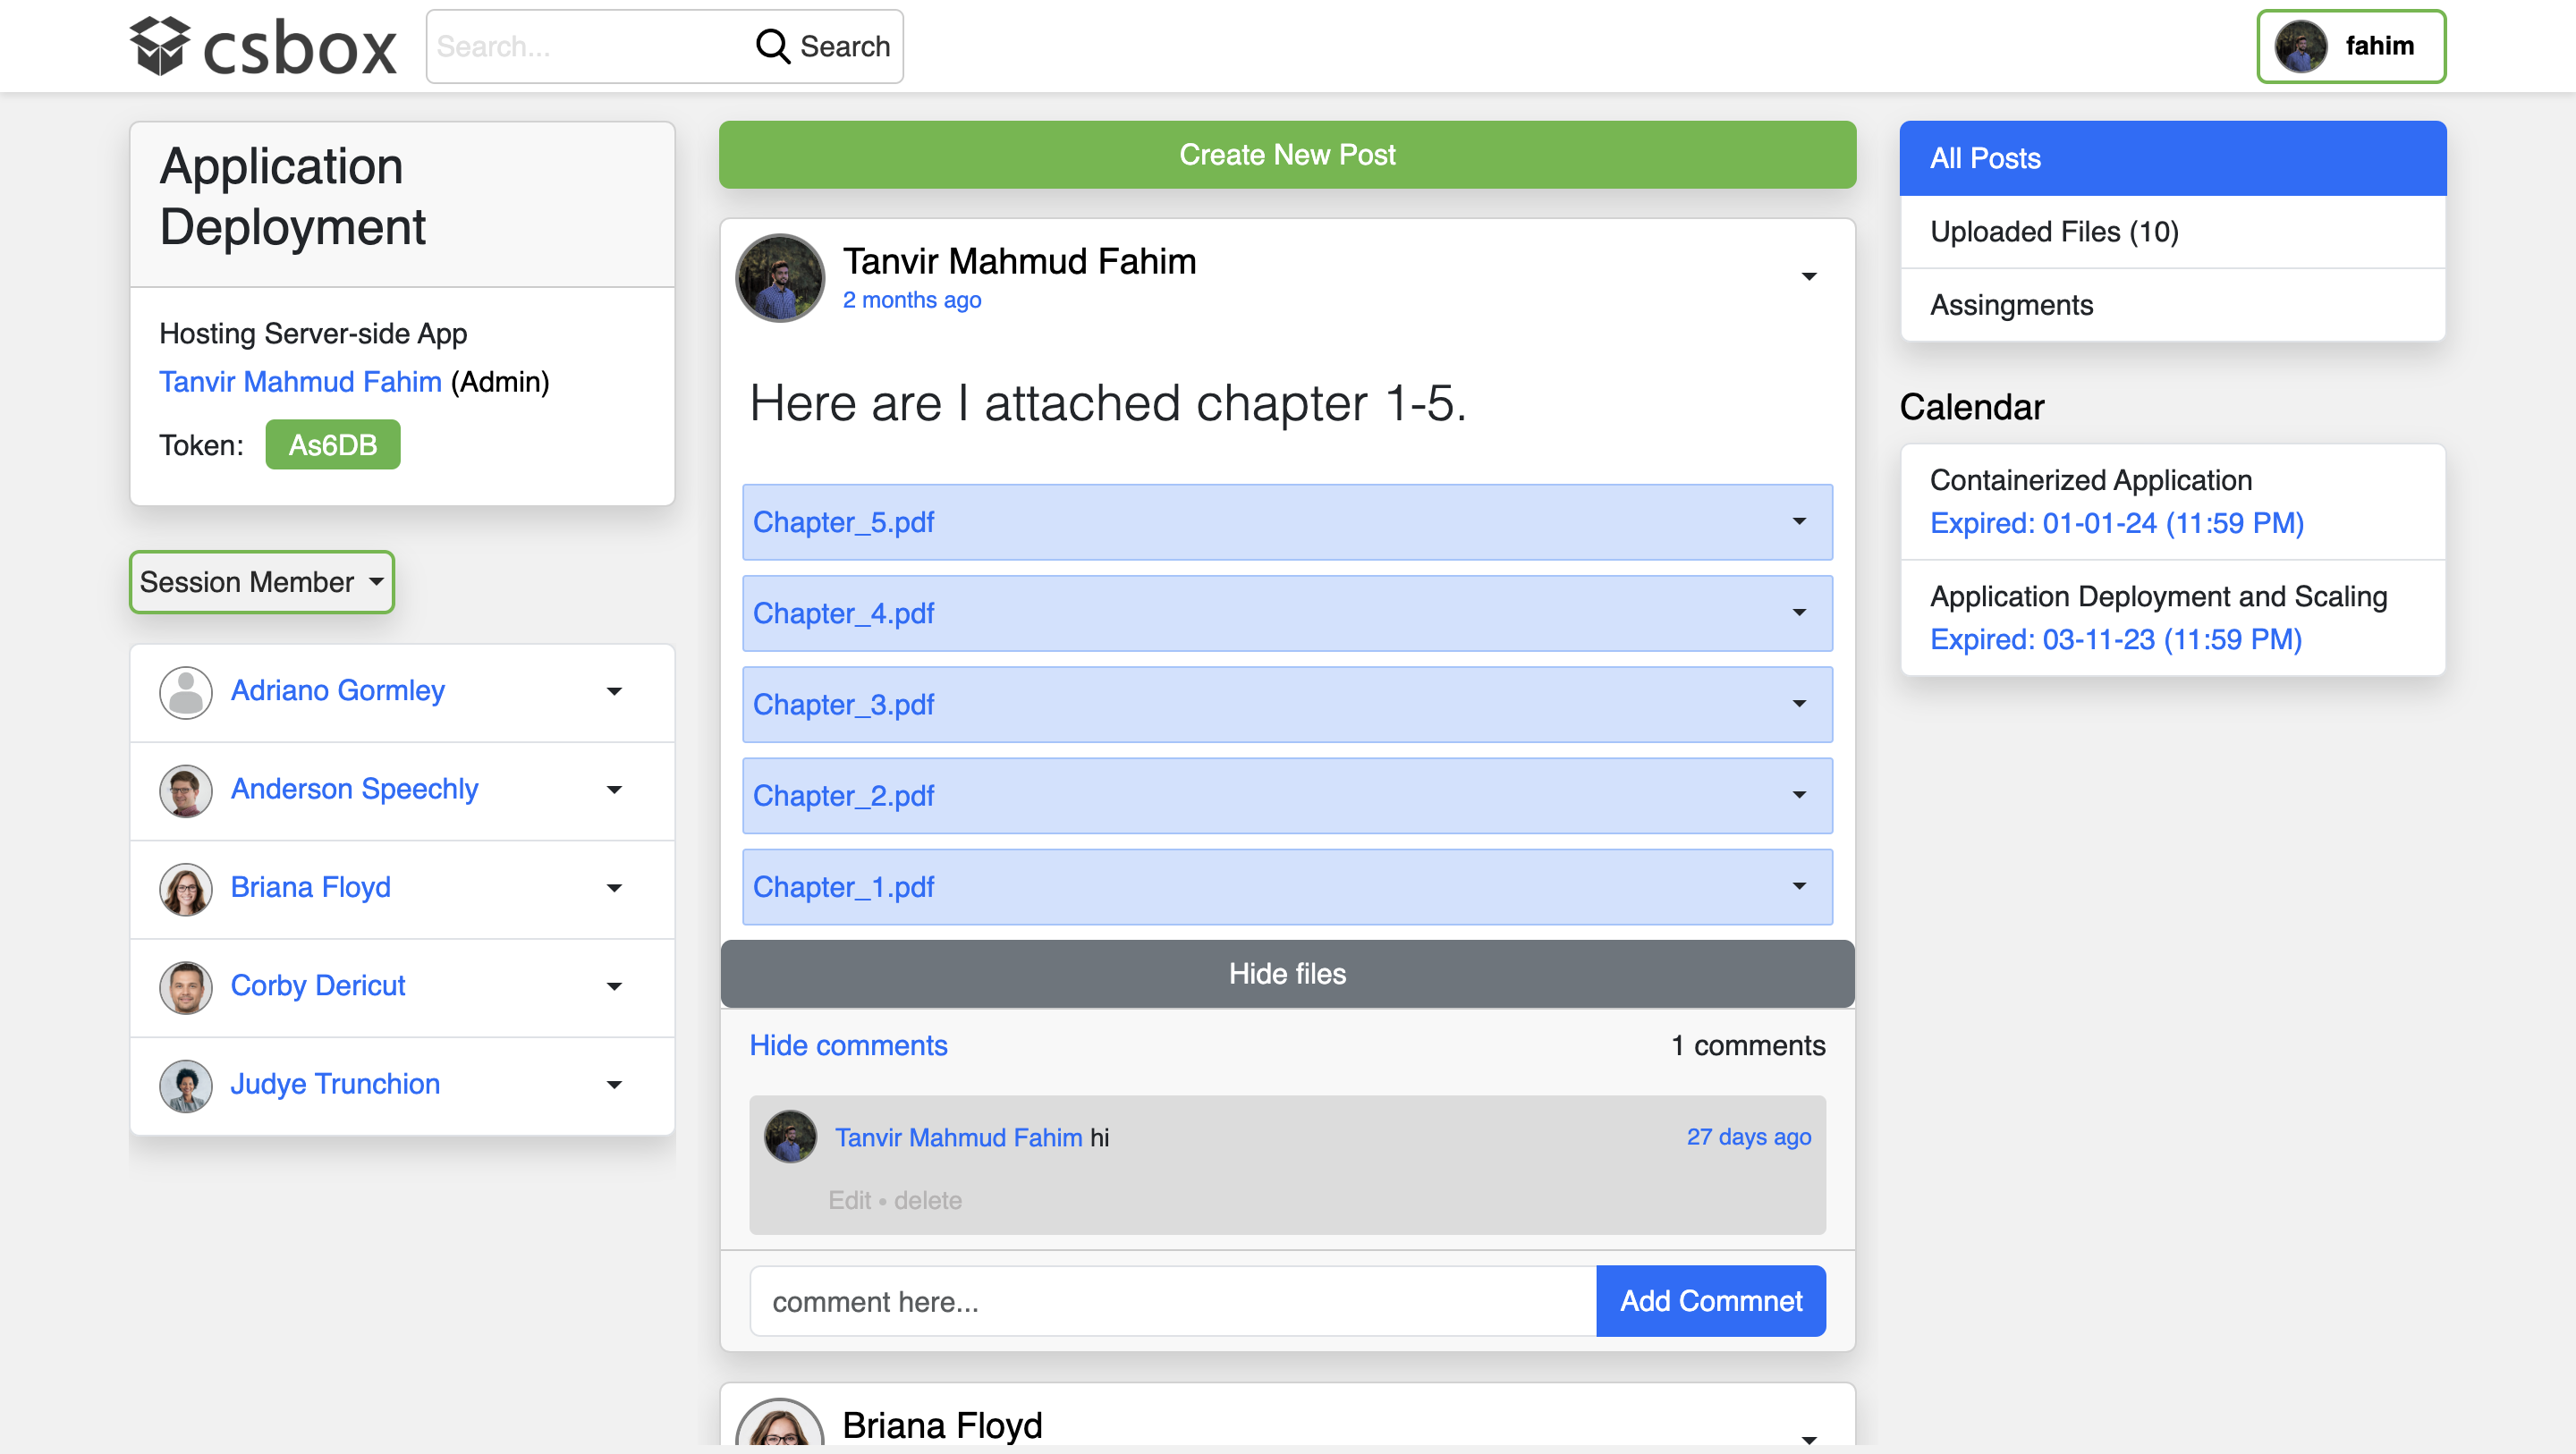 csbox
Search...
Search
fahim
Application
Deployment
Hosting Server-side App
Tanvir Mahmud Fahim (Admin)
Token: As6DB
Session Member
Adriano Gormley
Anderson Speechly
Briana Floyd
Corby Dericut
Judye Trunchion
Create New Post
Tanvir Mahmud Fahim
2 months ago
Here are I attached chapter 1-5.
Chapter_5.pdf
Chapter_4.pdf
Chapter_3.pdf
Chapter_2.pdf
Chapter_1.pdf
Hide files
Hide comments
1 comments
Tanvir Mahmud Fahim hi
27 days ago
Edit • delete
comment here...
Add Commnet
Briana Floyd
All Posts
Uploaded Files (10)
Assingments
Calendar
Containerized Application
Expired: 01-01-24 (11:59 PM)
Application Deployment and Scaling
Expired: 03-11-23 (11:59 PM)